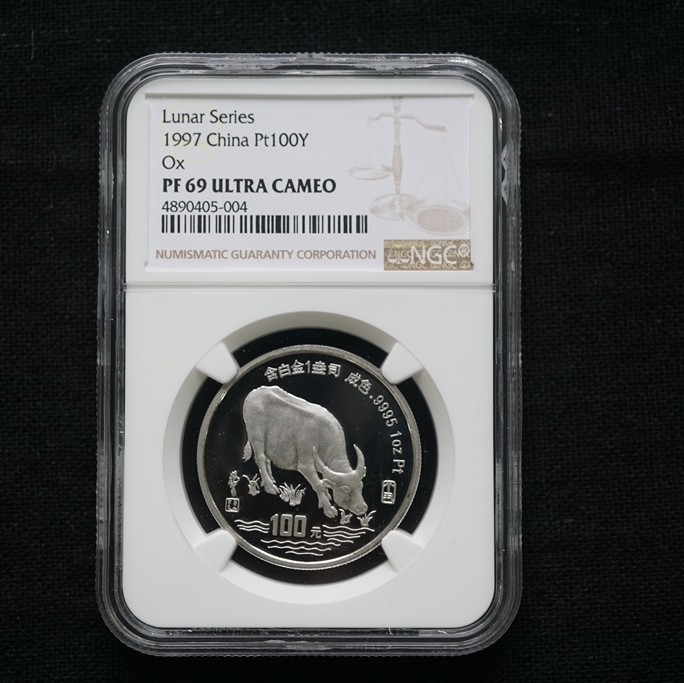 Lunar Series
1997 China Pt100Y
Ox
PF 69 ULTRA CAMEO
4890405-004
NUMISMATIC GUARANTY CORPORATION
NGC®
含白金1盎司 成色.9995 1oz Pt
100元